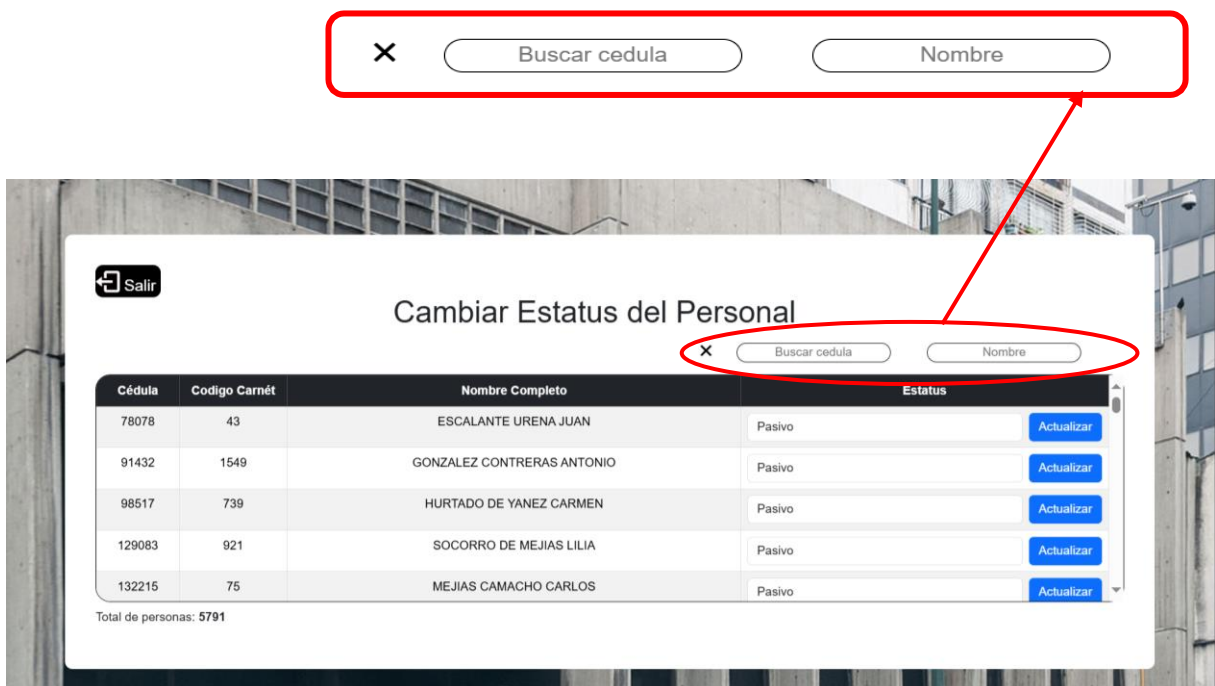 Buscar cedula Nombre
Salir
Cambiar Estatus del Personal
Buscar cedula Nombre
Cédula Codigo Carnét Nombre Completo Estatus
78078 43 ESCALANTE URENA JUAN Pasivo Actualizar
91432 1549 GONZALEZ CONTRERAS ANTONIO Pasivo Actualizar
98517 739 HURTADO DE YANEZ CARMEN Pasivo Actualizar
129083 921 SOCORRO DE MEJIAS LILIA Pasivo Actualizar
132215 75 MEJIAS CAMACHO CARLOS Pasivo Actualizar
Total de personas: 5791